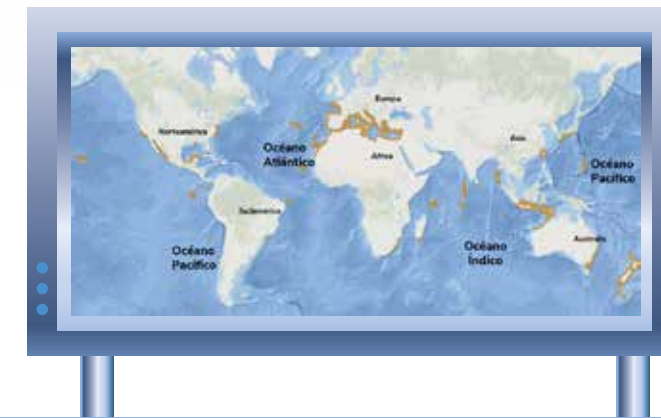 Norteamérica
Europa
Asia
Océano
Atlántico
África
Océano
Pacífico
Sudamérica
Océano
Pacífico
Océano
Índico
Australia